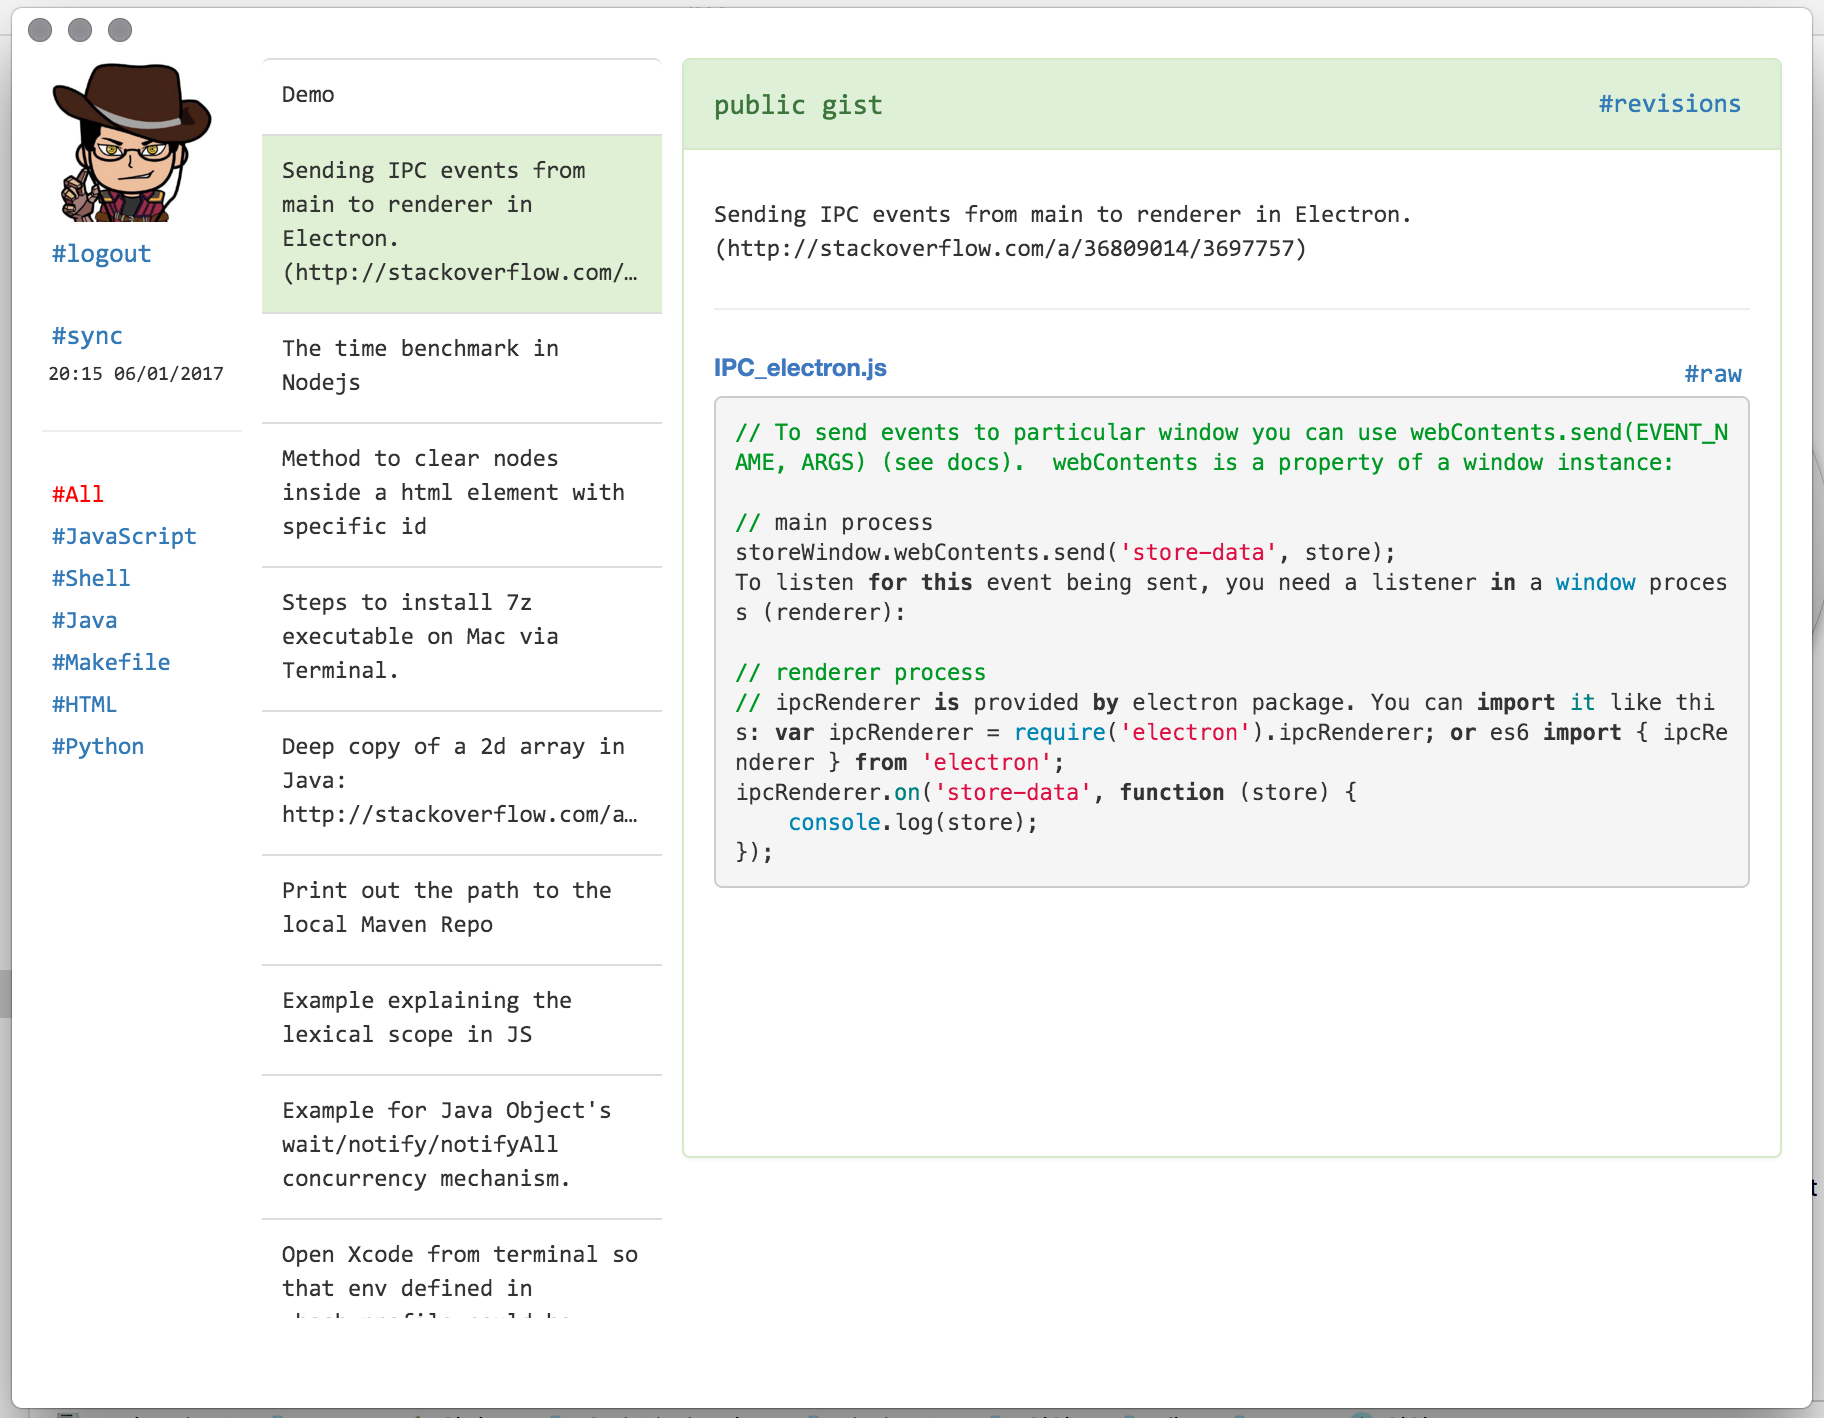 #logout
#sync
20:15 06/01/2017
#All
#JavaScript
#Shell
#Java
#Makefile
#HTML
#Python
Demo
Sending IPC events from
main to renderer in
Electron.
(http://stackoverflow.com/…
The time benchmark in
Nodejs
Method to clear nodes
inside a html element with
specific id
Steps to install 7z
executable on Mac via
Terminal.
Deep copy of a 2d array in
Java:
http://stackoverflow.com/a…
Print out the path to the
local Maven Repo
Example explaining the
lexical scope in JS
Example for Java Object's
wait/notify/notifyAll
concurrency mechanism.
Open Xcode from terminal so
that env defined in
public gist
#revisions
Sending IPC events from main to renderer in Electron.
(http://stackoverflow.com/a/36809014/3697757)
IPC_electron.js
#raw
// To send events to particular window you can use webContents.send(EVENT_N
AME, ARGS) (see docs).  webContents is a property of a window instance:
// main process
storeWindow.webContents.send('store-data', store);
To listen for this event being sent, you need a listener in a window proces
s (renderer):
// renderer process
// ipcRenderer is provided by electron package. You can import it like thi
s: var ipcRenderer = require('electron').ipcRenderer; or es6 import { ipcRe
nderer } from 'electron';
ipcRenderer.on('store-data', function (store) {
    console.log(store);
});